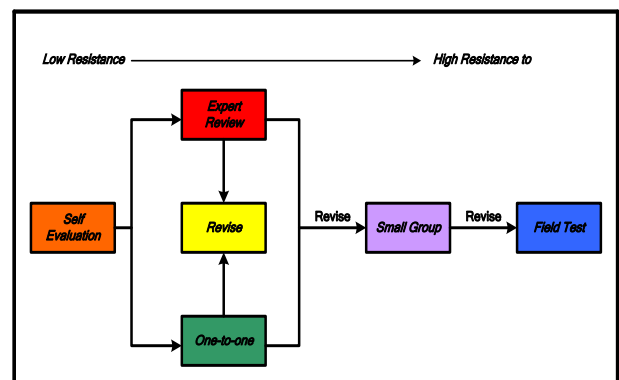 Low Resistance
High Resistance to
Expert
Review
Self
Evaluation
Revise
Revise
Small Group
Revise
Field Test
One-to-one